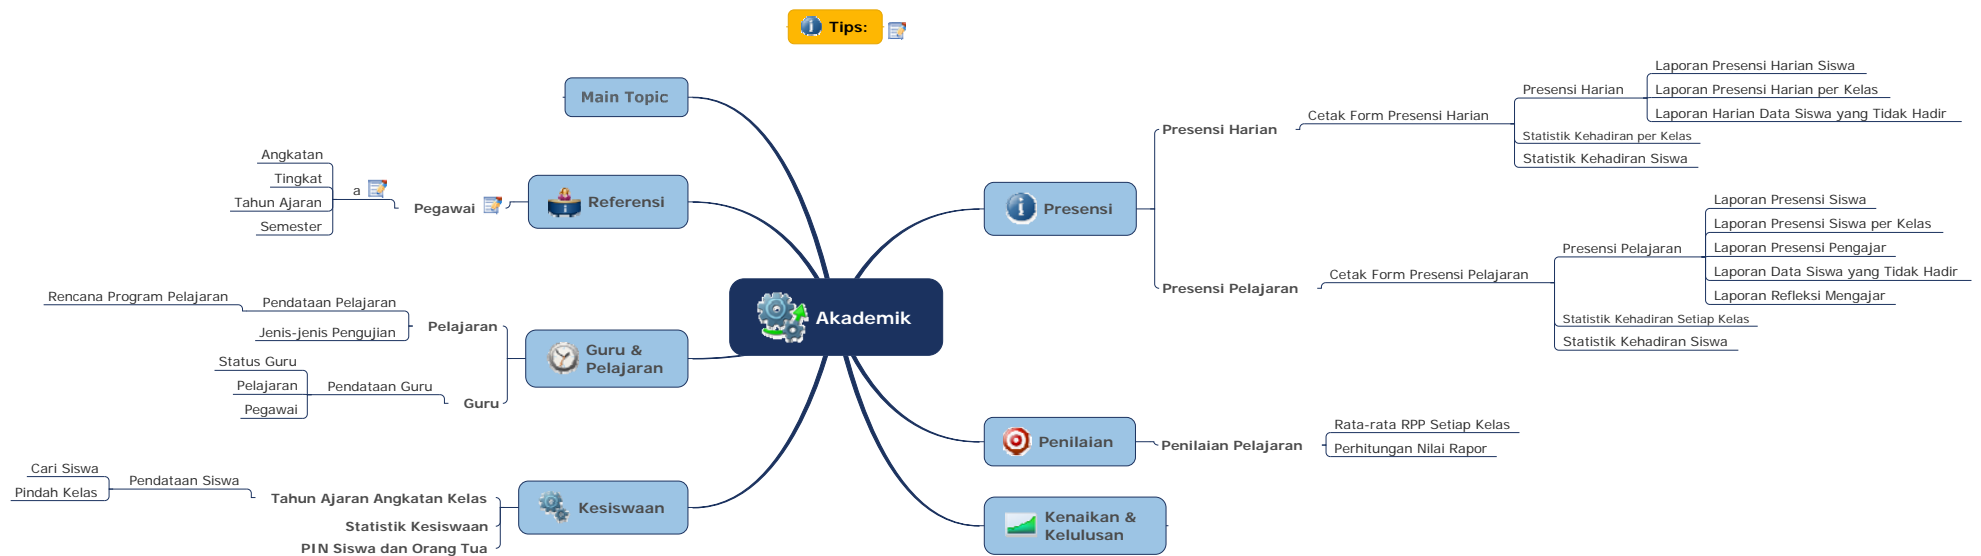 Tips:
Main Topic
Angkatan
Tingkat
Tahun Ajaran
Semester
a
Pegawai
Referensi
Rencana Program Pelajaran
Pendataan Pelajaran
Jenis-jenis Pengujian
Pelajaran
Status Guru
Pelajaran
Pegawai
Pendataan Guru
Guru
Guru &
Pelajaran
Cari Siswa
Pindah Kelas
Pendataan Siswa
Tahun Ajaran Angkatan Kelas
Statistik Kesiswaan
PIN Siswa dan Orang Tua
Kesiswaan
Akademik
Presensi
Presensi Harian
Cetak Form Presensi Harian
Presensi Harian
Laporan Presensi Harian Siswa
Laporan Presensi Harian per Kelas
Laporan Harian Data Siswa yang Tidak Hadir
Statistik Kehadiran per Kelas
Statistik Kehadiran Siswa
Presensi Pelajaran
Cetak Form Presensi Pelajaran
Presensi Pelajaran
Laporan Presensi Siswa
Laporan Presensi Siswa per Kelas
Laporan Presensi Pengajar
Laporan Data Siswa yang Tidak Hadir
Laporan Refleksi Mengajar
Statistik Kehadiran Setiap Kelas
Statistik Kehadiran Siswa
Penilaian
Penilaian Pelajaran
Rata-rata RPP Setiap Kelas
Perhitungan Nilai Rapor
Kenaikan &
Kelulusan